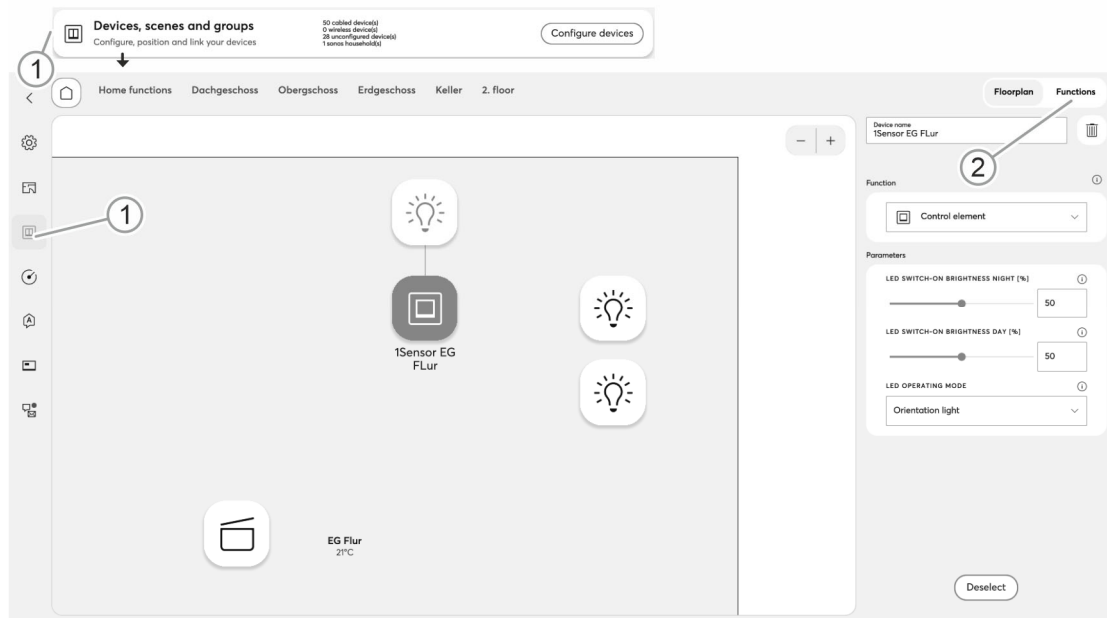 Devices, scenes and groups
Configure, position and link your devices
50 cabled device(s)
0 wireless device(s)
28 unconfigured device(s)
1 sonos household(s)
Configure devices
1
Home functions Dachgeschoss Obergschoss Erdgeschoss Keller 2. floor
Floorplan Functions
Device name
1Sensor EG FLur
− +
2
Function
Control element
1
Parameters
LED SWITCH-ON BRIGHTNESS NIGHT [%]
50
LED SWITCH-ON BRIGHTNESS DAY [%]
50
LED OPERATING MODE
Orientation light
1Sensor EG
FLur
EG Flur
21°C
A
Deselect